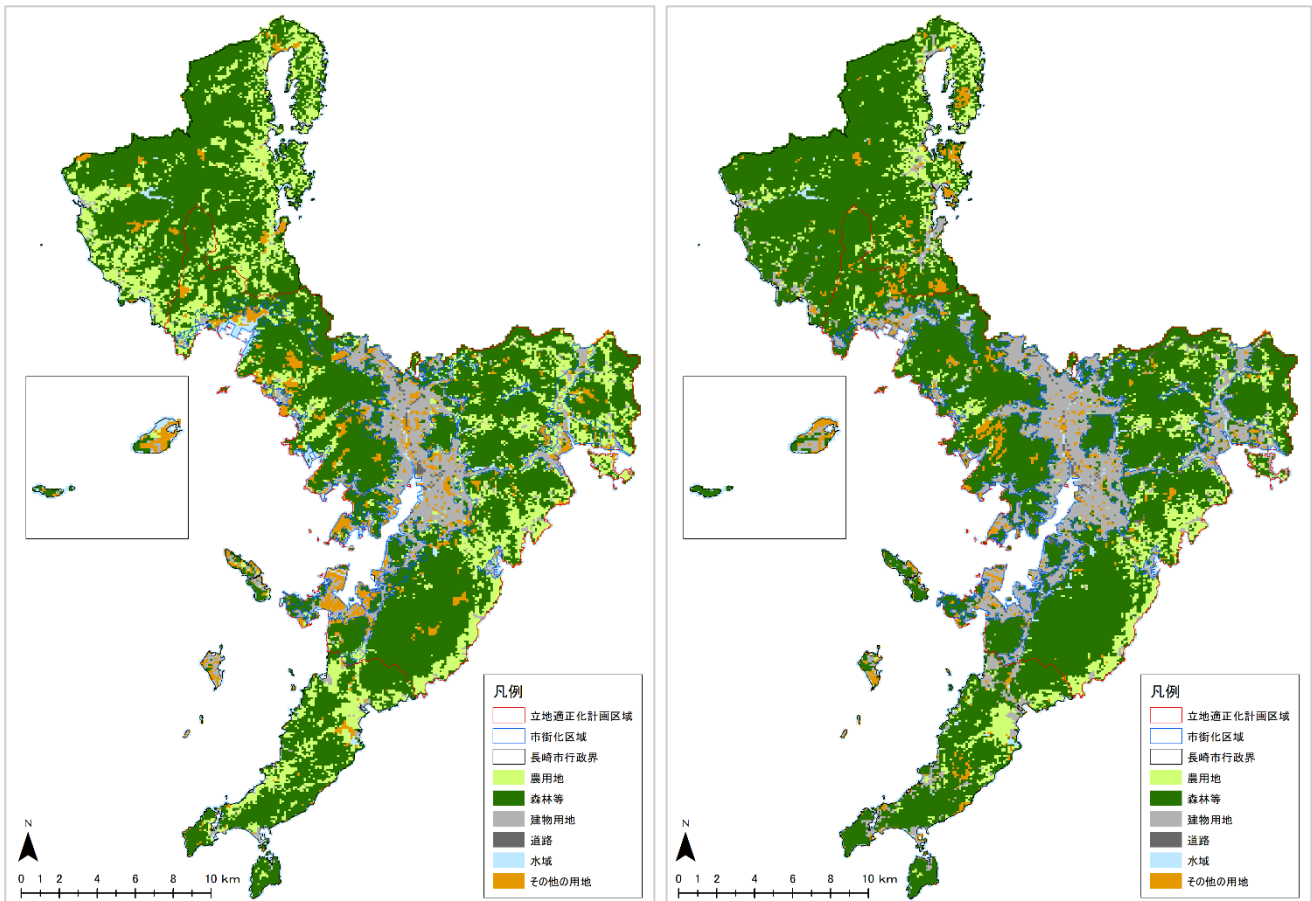 凡例
立地適正化計画区域
市街化区域
長崎市行政界
農用地
森林等
建物用地
道路
水域
その他の用地
N
0 1 2 4 6 8 10 km
凡例
立地適正化計画区域
市街化区域
長崎市行政界
農用地
森林等
建物用地
道路
水域
その他の用地
N
0 1 2 4 6 8 10 km